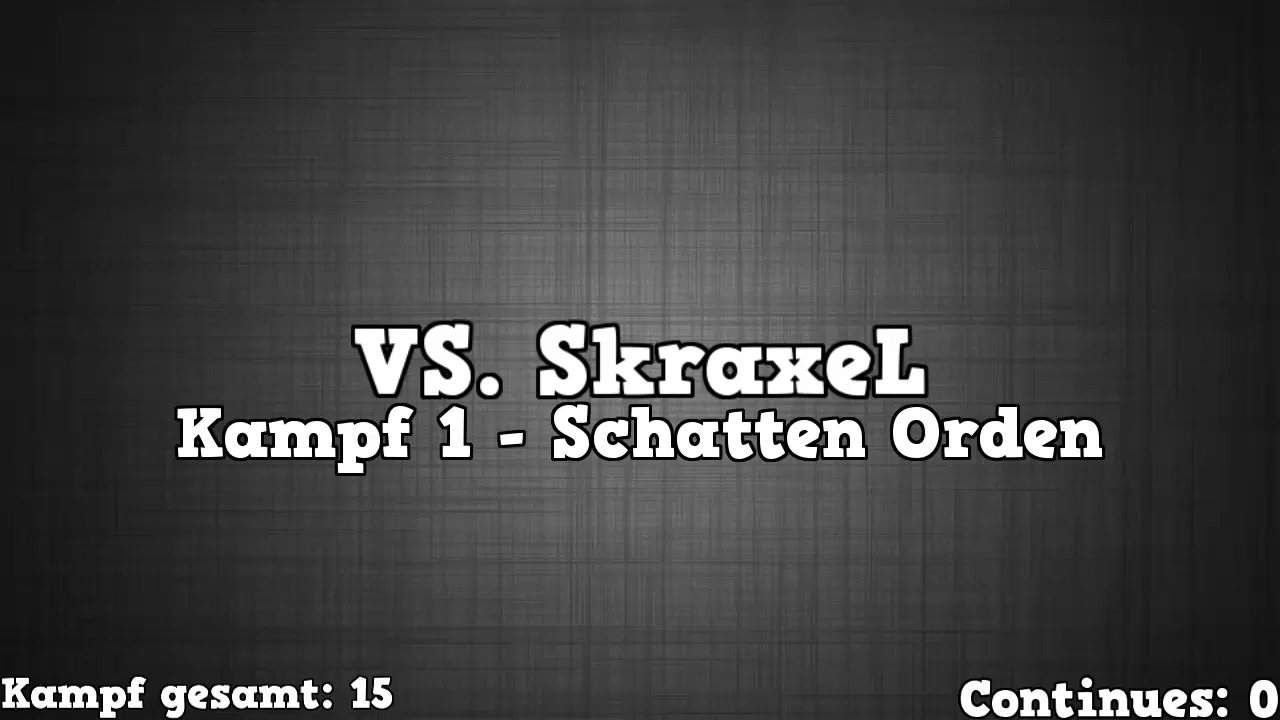 VS. SkraxeL
Kampf 1 - Schatten Orden
Kampf gesamt: 15
Continues: 0